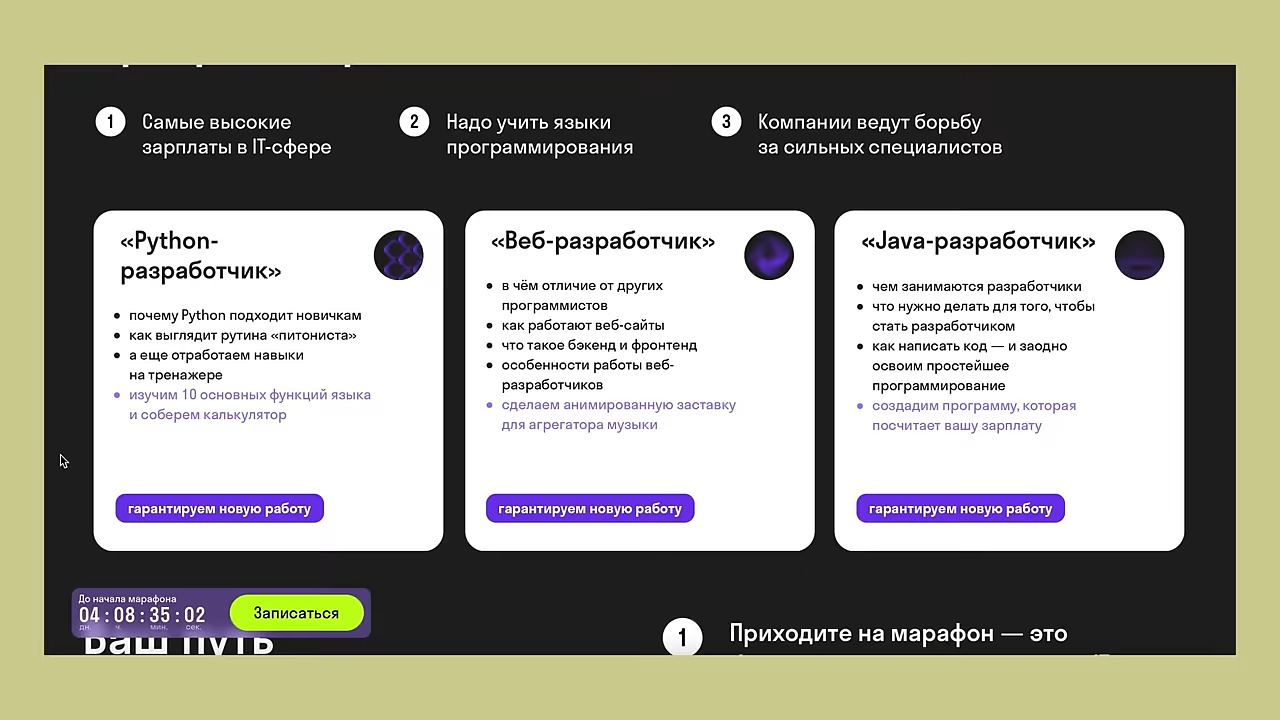 1
Самые высокие
зарплаты в IT-сфере
2
Надо учить языки
программирования
3
Компании ведут борьбу
за сильных специалистов
«Python-
разработчик»
• почему Python подходит новичкам
• как выглядит рутина «питониста»
• а еще отработаем навыки
на тренажере
• изучим 10 основных функций языка
и соберем калькулятор
гарантируем новую работу
«Веб-разработчик»
• в чём отличие от других
программистов
• как работают веб-сайты
• что такое бэкенд и фронтенд
• особенности работы веб-
разработчиков
• сделаем анимированную заставку
для агрегатора музыки
гарантируем новую работу
«Java-разработчик»
• чем занимаются разработчики
• что нужно делать для того, чтобы
стать разработчиком
• как написать код — и заодно
освоим простейшее
программирование
• создадим программу, которая
посчитает вашу зарплату
гарантируем новую работу
До начала марафона
04 : 08 : 35 : 02
дн. ч. мин. сек.
Записаться
Ваш путь
1
Приходите на марафон — это